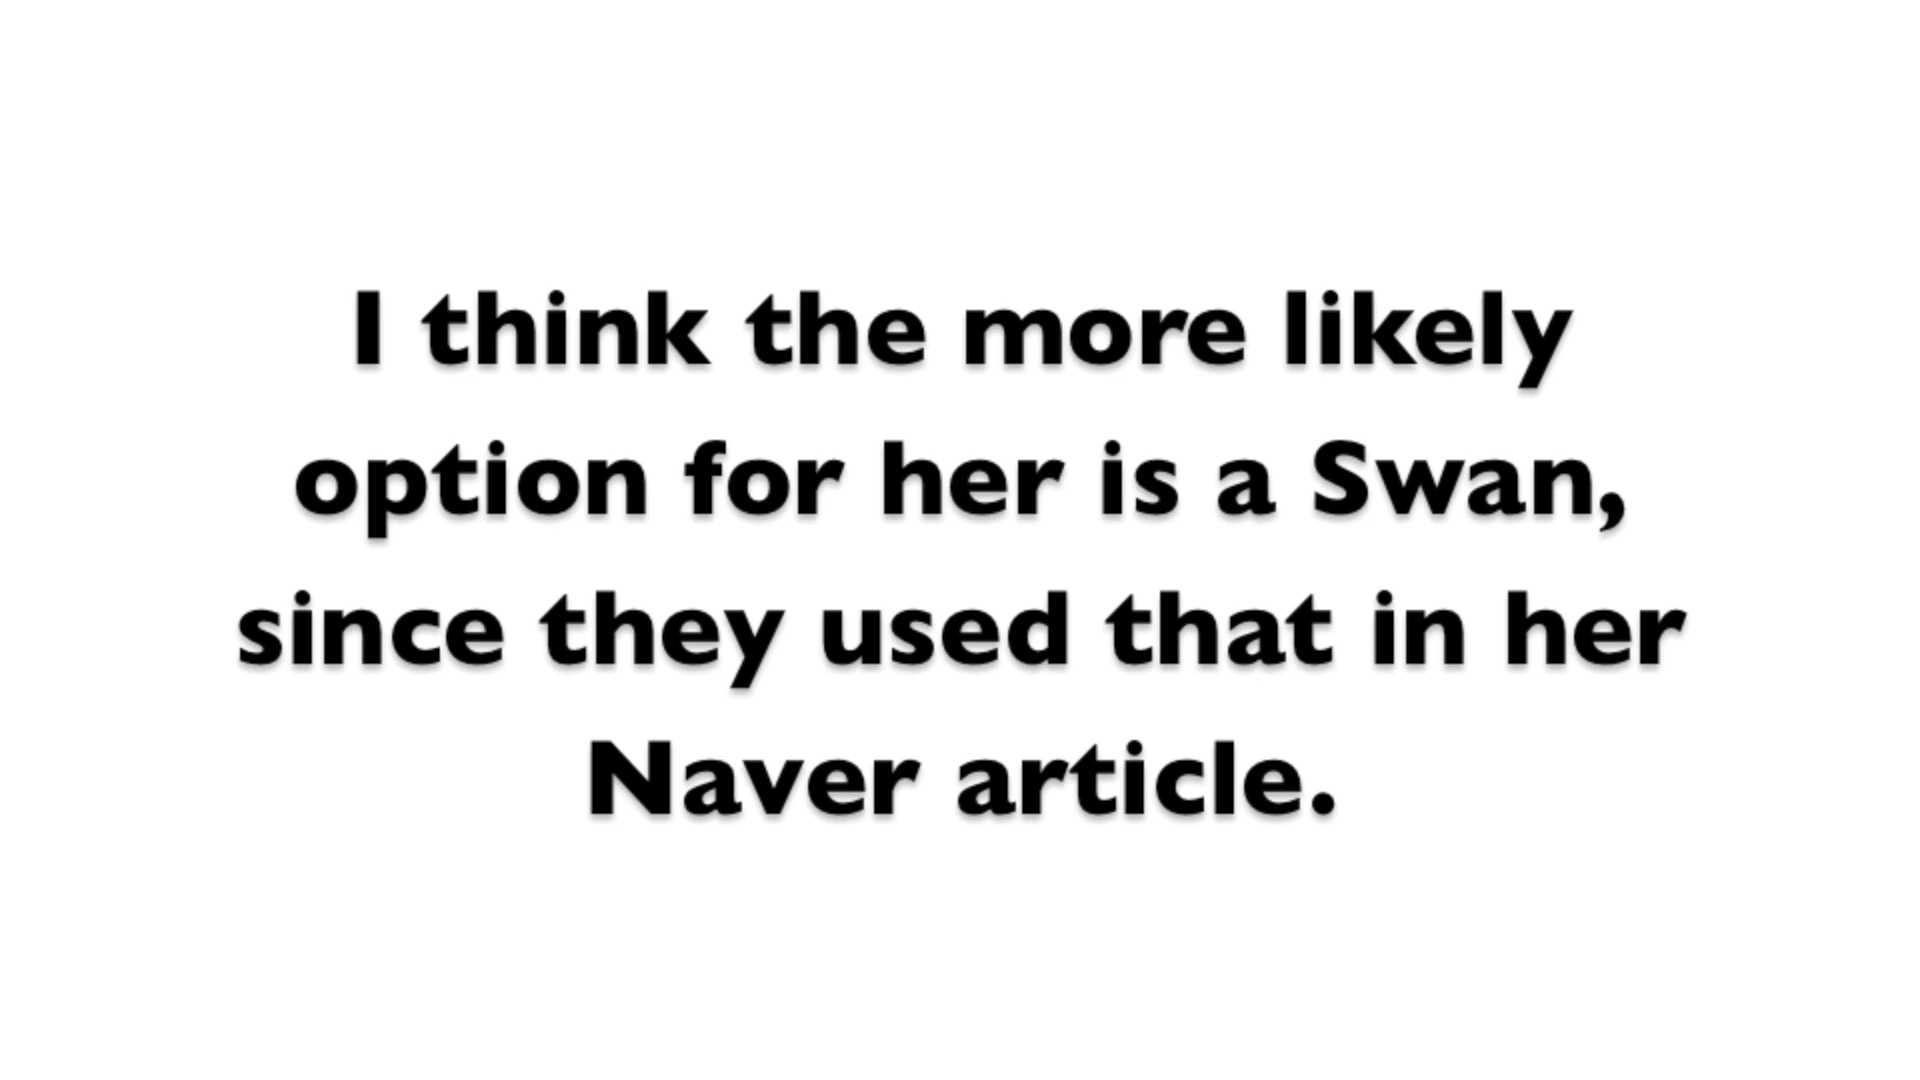 I think the more likely
option for her is a Swan,
since they used that in her
Naver article.